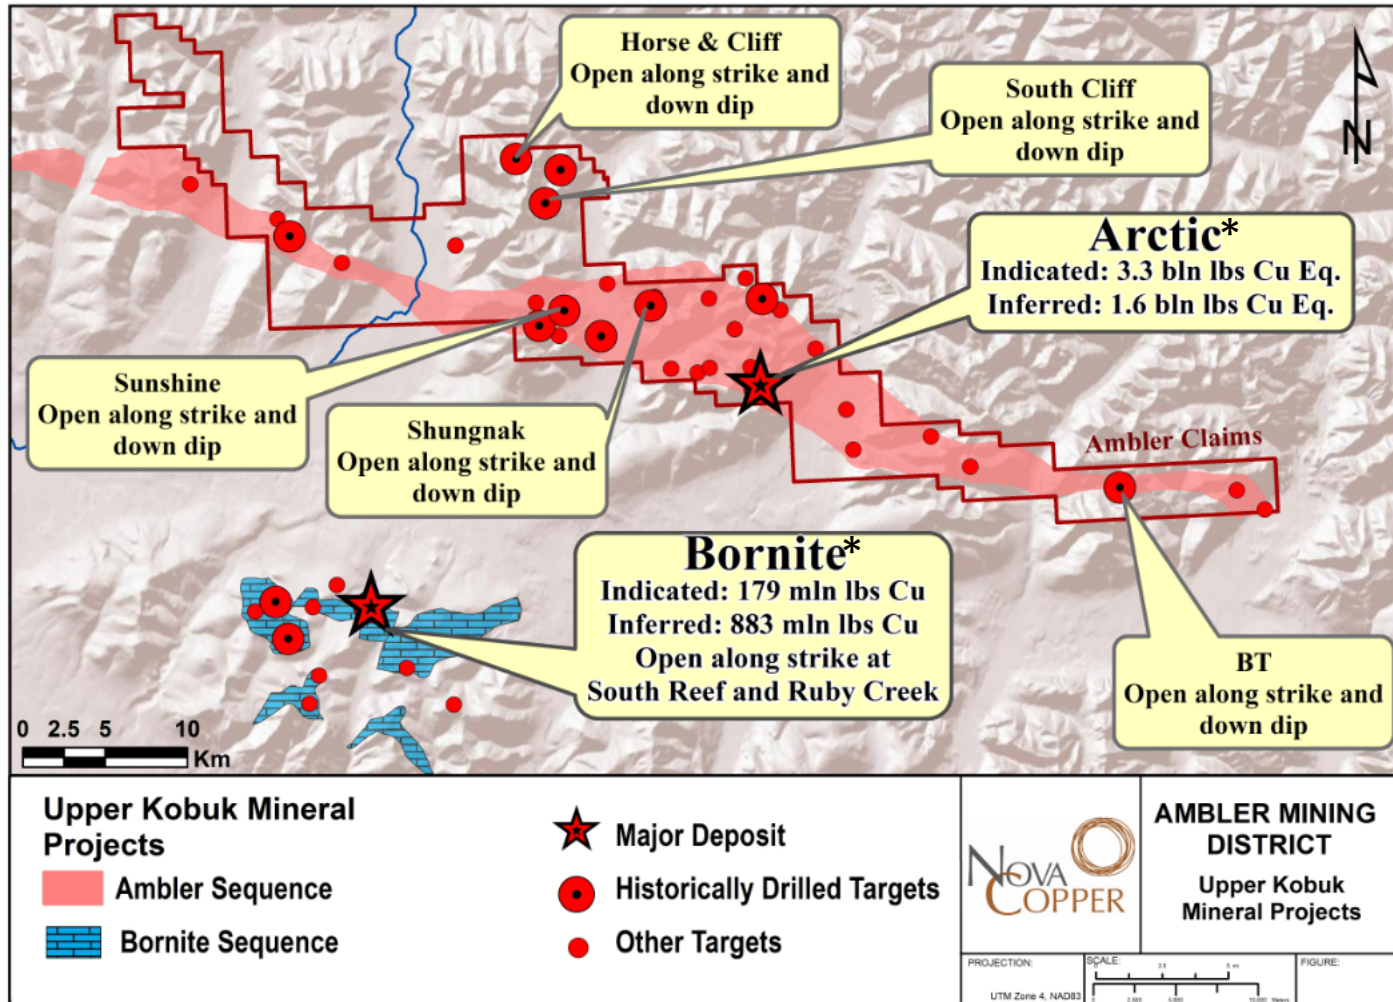 Horse & Cliff
Open along strike and
down dip
South Cliff
Open along strike and
down dip
N
Arctic*
Indicated: 3.3 bln lbs Cu Eq.
Inferred: 1.6 bln lbs Cu Eq.
Sunshine
Open along strike and
down dip
Shungnak
Open along strike and
down dip
Ambler Claims
Bornite*
Indicated: 179 mln lbs Cu
Inferred: 883 mln lbs Cu
Open along strike at
South Reef and Ruby Creek
BT
Open along strike and
down dip
0 2.5 5 10
Km
Upper Kobuk Mineral
Projects
Ambler Sequence
Bornite Sequence
Major Deposit
Historically Drilled Targets
Other Targets
NOVA
COPPER
AMBLER MINING
DISTRICT
Upper Kobuk
Mineral Projects
PROJECTION:
UTM Zone 4, NAD83
SCALE:
FIGURE: